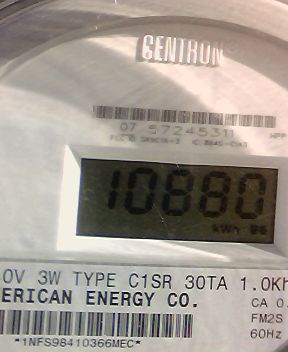 CENTRON
07 57245311
10880
kWh
0V 3W TYPE C1SR 30TA 1.0Kh
ERICAN ENERGY CO.
CA 0.
FM2S
60Hz
*1NFS98410366MEC*